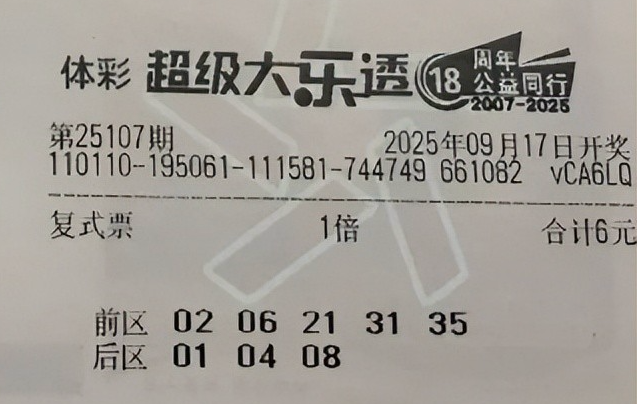 体彩 超级大乐透 18 周年
公益同行
2007-2025
第25107期 2025年09月17日开奖
110110-195061-111581-744749 661082 vCA6LQ
复式票 1倍 合计6元
前区 02 06 21 31 35
后区 01 04 08